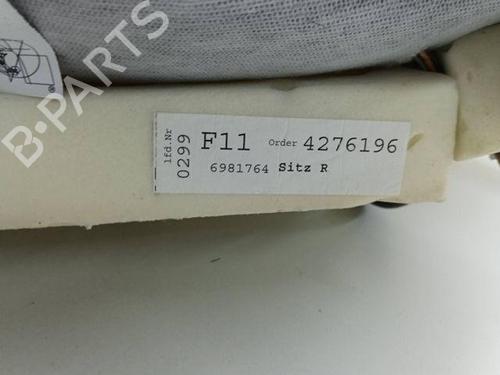 B-PARTS
lfd.Nr
0299
F11 Order 4276196
6981764 Sitz R